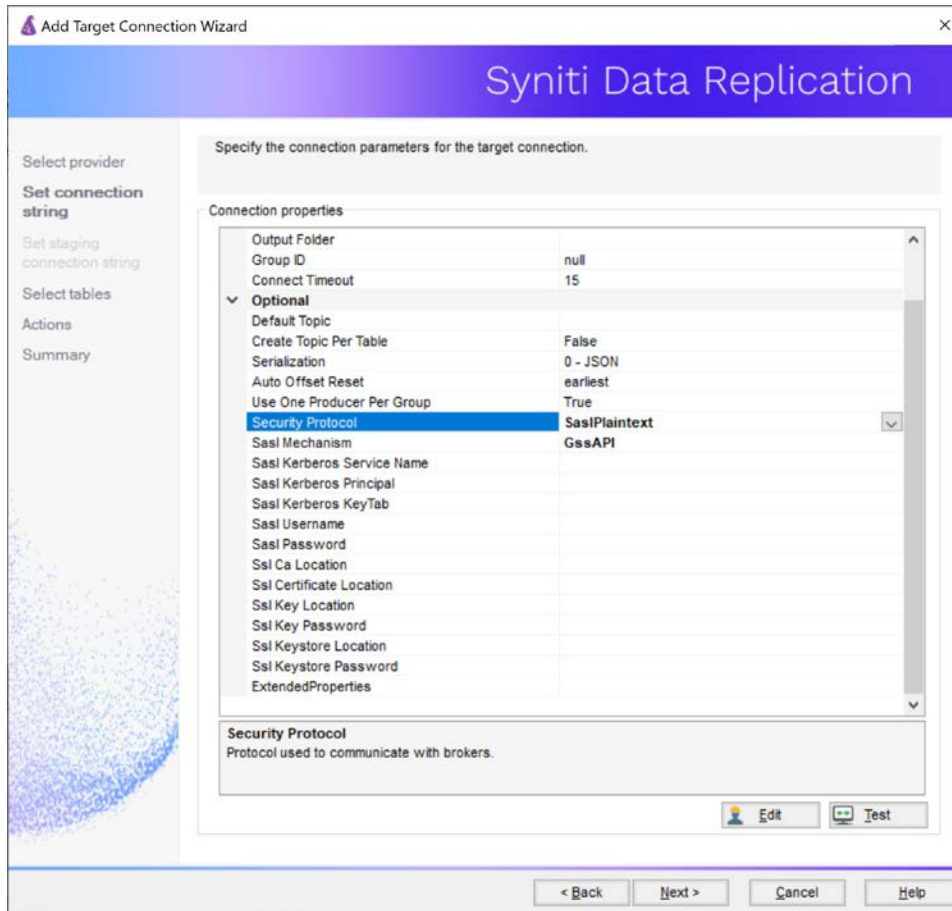 Add Target Connection Wizard
Syniti Data Replication
Select provider
Set connection
string
Set staging
connection string
Select tables
Actions
Summary
Specify the connection parameters for the target connection.
Connection properties
Output Folder
Group ID null
Connect Timeout 15
Optional
Default Topic
Create Topic Per Table False
Serialization 0 - JSON
Auto Offset Reset earliest
Use One Producer Per Group True
Security Protocol SaslPlaintext
Sasl Mechanism GssAPI
Sasl Kerberos Service Name
Sasl Kerberos Principal
Sasl Kerberos KeyTab
Sasl Username
Sasl Password
Ssl Ca Location
Ssl Certificate Location
Ssl Key Location
Ssl Key Password
Ssl Keystore Location
Ssl Keystore Password
ExtendedProperties
Security Protocol
Protocol used to communicate with brokers.
Edit Test
< Back Next > Cancel Help